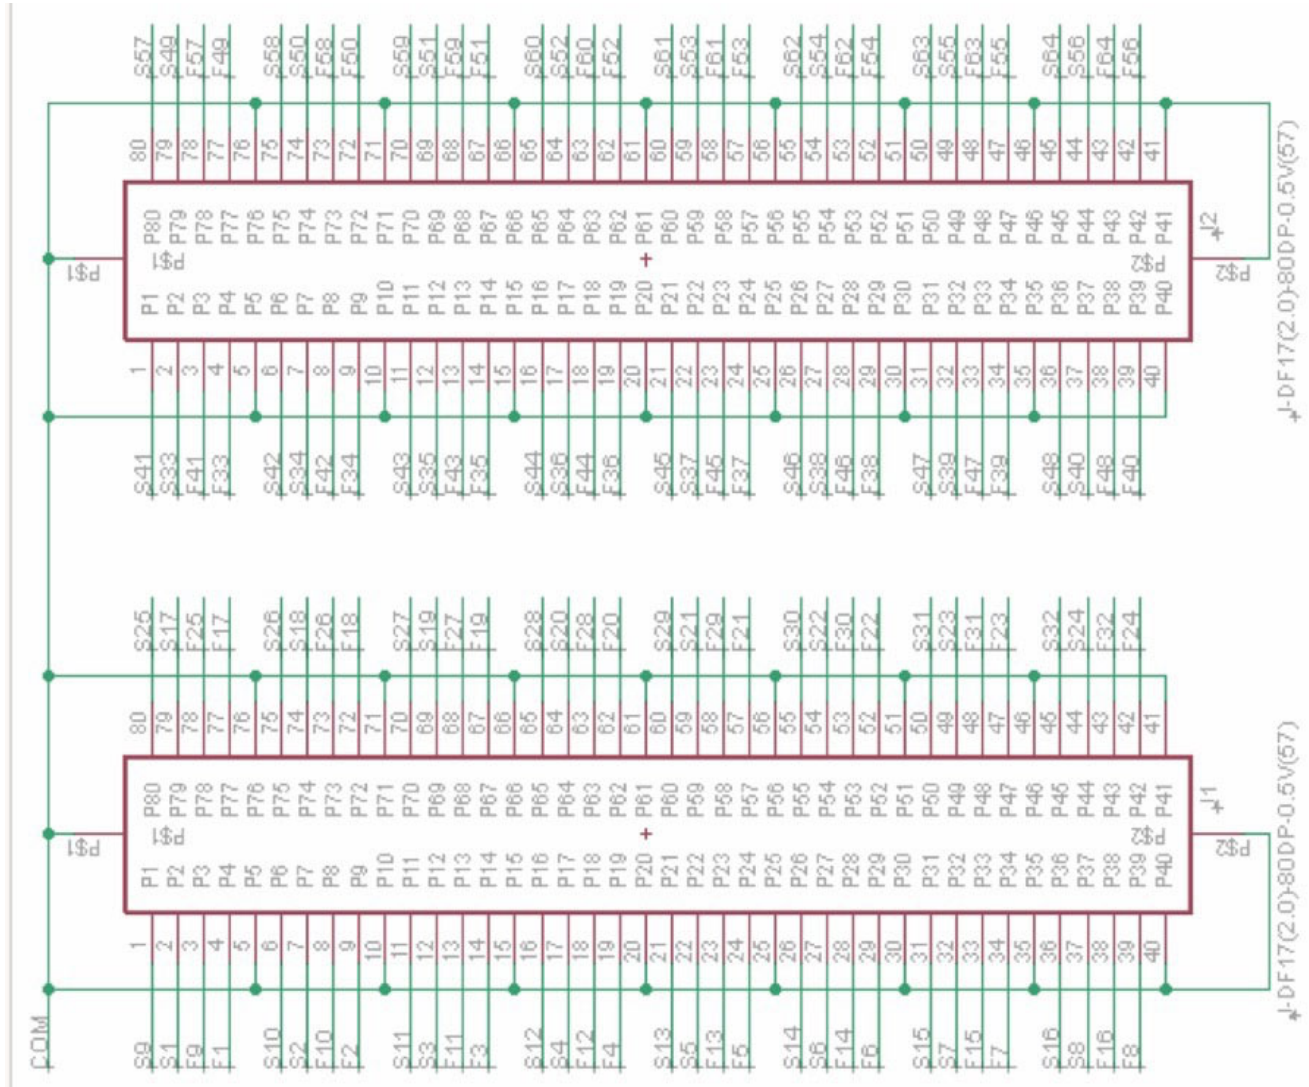 S57 S49 F57 F49 S58 S50 F58 F50 S59 S51 F59 F51 S60 S52 F60 F52 S61 S53 F61 F53 S62 S54 F62 F54 S63 S55 F63 F55 S64 S56 F64 F56
80 79 78 77 76 75 74 73 72 71 70 69 68 67 66 65 64 63 62 61 60 59 58 57 56 55 54 53 52 51 50 49 48 47 46 45 44 43 42 41
P80 P79 P78 P77 P76 P75 P74 P73 P72 P71 P70 P69 P68 P67 P66 P65 P64 P63 P62 P61 P60 P59 P58 P57 P56 P55 P54 P53 P52 P51 P50 P49 P48 P47 P46 P45 P44 P43 P42 P41
J2
P$1 P$1 P$2 P$2
P1 P2 P3 P4 P5 P6 P7 P8 P9 P10 P11 P12 P13 P14 P15 P16 P17 P18 P19 P20 P21 P22 P23 P24 P25 P26 P27 P28 P29 P30 P31 P32 P33 P34 P35 P36 P37 P38 P39 P40
1 2 3 4 5 6 7 8 9 10 11 12 13 14 15 16 17 18 19 20 21 22 23 24 25 26 27 28 29 30 31 32 33 34 35 36 37 38 39 40
J-DF17(2.0)-80DP-0.5V(57)
S41 S33 F41 F33 S42 S34 F42 F34 S43 S35 F43 F35 S44 S36 F44 F36 S45 S37 F45 F37 S46 S38 F46 F38 S47 S39 F47 F39 S48 S40 F48 F40
S25 S17 F25 F17 S26 S18 F26 F18 S27 S19 F27 F19 S28 S20 F28 F20 S29 S21 F29 F21 S30 S22 F30 F22 S31 S23 F31 F23 S32 S24 F32 F24
80 79 78 77 76 75 74 73 72 71 70 69 68 67 66 65 64 63 62 61 60 59 58 57 56 55 54 53 52 51 50 49 48 47 46 45 44 43 42 41
P80 P79 P78 P77 P76 P75 P74 P73 P72 P71 P70 P69 P68 P67 P66 P65 P64 P63 P62 P61 P60 P59 P58 P57 P56 P55 P54 P53 P52 P51 P50 P49 P48 P47 P46 P45 P44 P43 P42 P41
J1
P$1 P$1 P$2 P$2
P1 P2 P3 P4 P5 P6 P7 P8 P9 P10 P11 P12 P13 P14 P15 P16 P17 P18 P19 P20 P21 P22 P23 P24 P25 P26 P27 P28 P29 P30 P31 P32 P33 P34 P35 P36 P37 P38 P39 P40
1 2 3 4 5 6 7 8 9 10 11 12 13 14 15 16 17 18 19 20 21 22 23 24 25 26 27 28 29 30 31 32 33 34 35 36 37 38 39 40
J-DF17(2.0)-80DP-0.5V(57)
COM
S9 S1 F9 F1 S10 S2 F10 F2 S11 S3 F11 F3 S12 S4 F12 F4 S13 S5 F13 F5 S14 S6 F14 F6 S15 S7 F15 F7 S16 S8 F16 F8